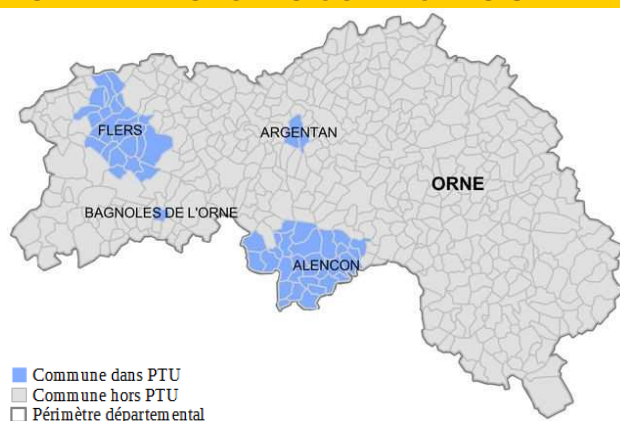 FLERS
ARGENTAN
ORNE
BAGNOLES DE L'ORNE
ALENCON
Commune dans PTU
Commune hors PTU
Périmètre départemental